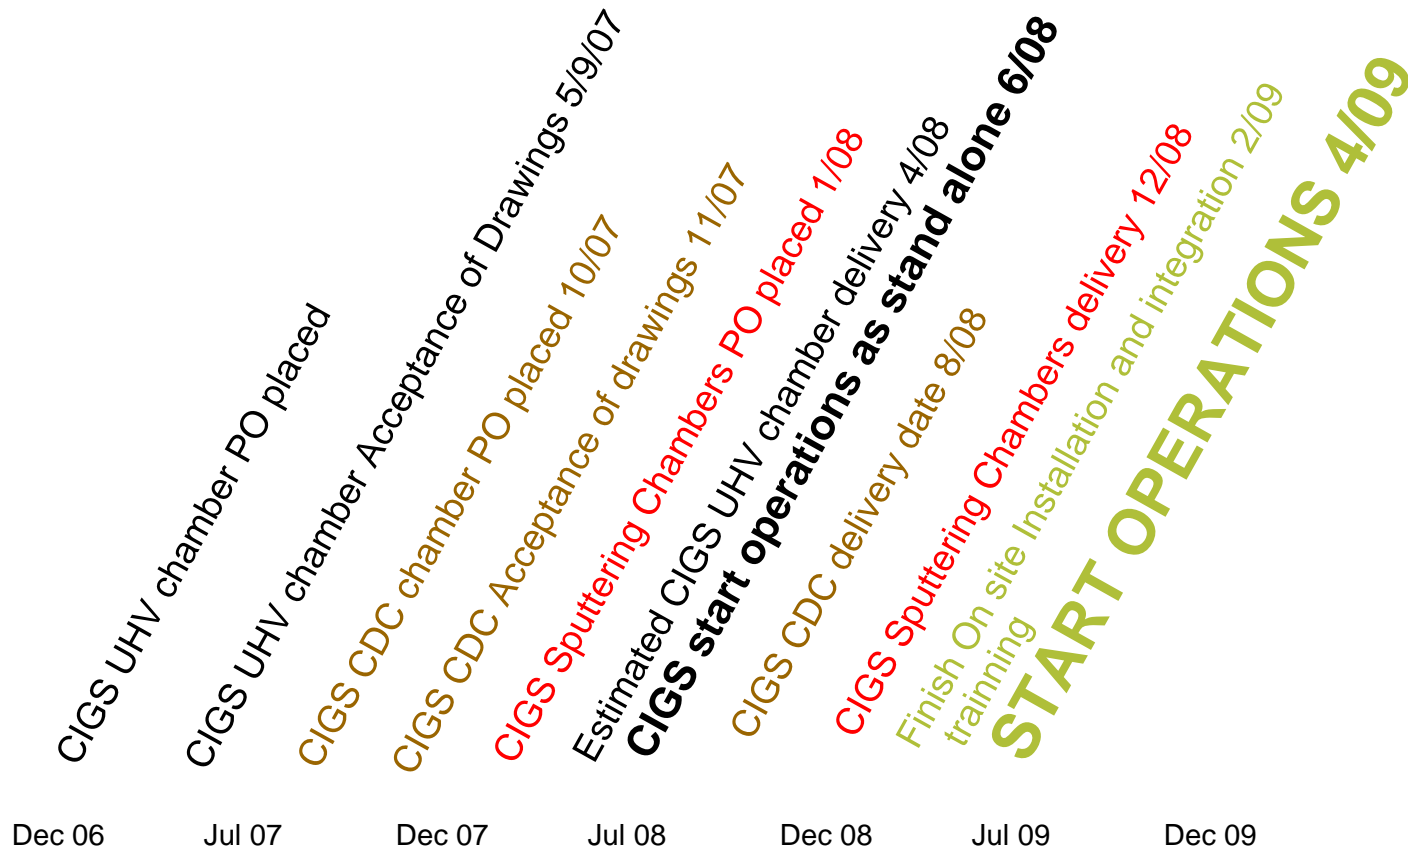 CIGS UHV chamber PO placed
CIGS UHV chamber Acceptance of Drawings 5/9/07
CIGS CDC chamber PO placed 10/07
CIGS CDC Acceptance of drawings 11/07
CIGS Sputtering Chambers PO placed 1/08
Estimated CIGS UHV chamber delivery 4/08
CIGS start operations as stand alone 6/08
CIGS CDC delivery date 8/08
CIGS Sputtering Chambers delivery 12/08
Finish On site Installation and integration 2/09
trainning
START OPERATIONS 4/09
Dec 06 Jul 07 Dec 07 Jul 08 Dec 08 Jul 09 Dec 09